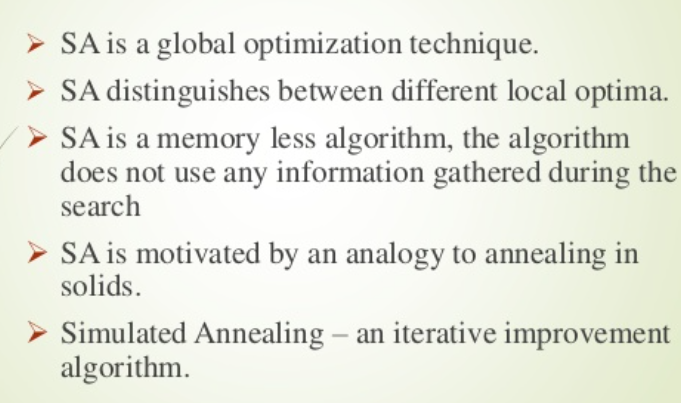 SA is a global optimization technique.
SA distinguishes between different local optima.
SA is a memory less algorithm, the algorithm
does not use any information gathered during the
search
SA is motivated by an analogy to annealing in
solids.
Simulated Annealing – an iterative improvement
algorithm.